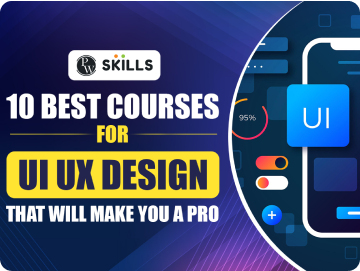 PW SKILLS
10 BEST COURSES
FOR
UI UX DESIGN
THAT WILL MAKE YOU A PRO
95%
UI